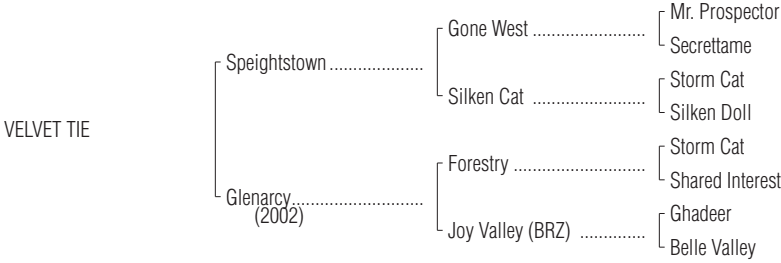 Mr. Prospector
Gone West ........................
Secrettame
Speightstown ....................
Storm Cat
Silken Cat ........................
Silken Doll
VELVET TIE
Storm Cat
Forestry ............................
Shared Interest
Glenarcy............................
(2002)
Ghadeer
Joy Valley (BRZ) ..............
Belle Valley